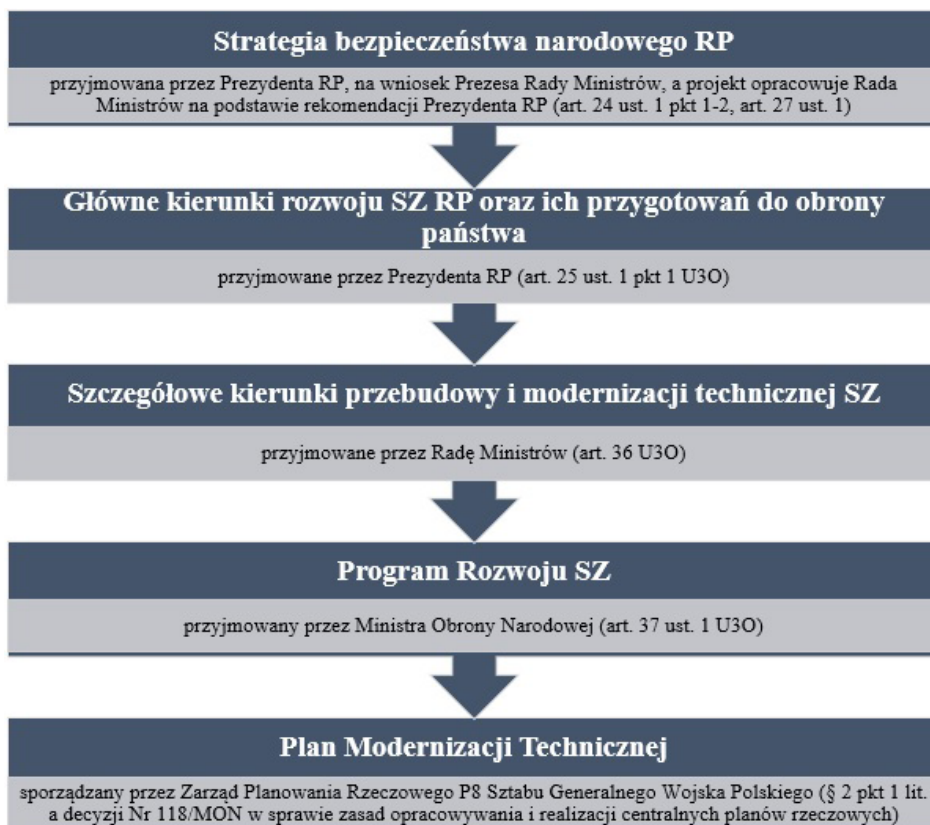 Strategia bezpieczeństwa narodowego RP
przyjmowana przez Prezydenta RP, na wniosek Prezesa Rady Ministrów, a projekt opracowuje Rada
Ministrów na podstawie rekomendacji Prezydenta RP (art. 24 ust. 1 pkt 1-2, art. 27 ust. 1)
Główne kierunki rozwoju SZ RP oraz ich przygotowań do obrony
państwa
przyjmowane przez Prezydenta RP (art. 25 ust. 1 pkt 1 U3O)
Szczegółowe kierunki przebudowy i modernizacji technicznej SZ
przyjmowane przez Radę Ministrów (art. 36 U3O)
Program Rozwoju SZ
przyjmowany przez Ministra Obrony Narodowej (art. 37 ust. 1 U3O)
Plan Modernizacji Technicznej
sporządzany przez Zarząd Planowania Rzeczowego P8 Sztabu Generalnego Wojska Polskiego (§ 2 pkt 1 lit.
a decyzji Nr 118/MON w sprawie zasad opracowywania i realizacji centralnych planów rzeczowych)